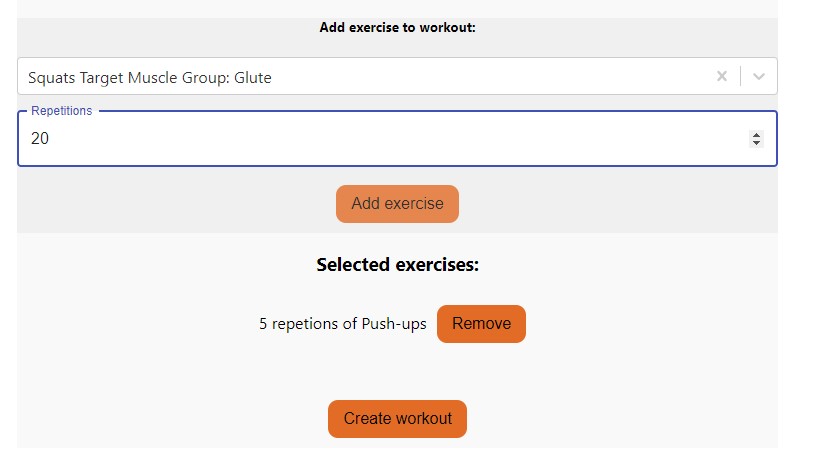 Add exercise to workout:
Squats Target Muscle Group: Glute
Repetitions
20
Add exercise
Selected exercises:
5 repetions of Push-ups Remove
Create workout